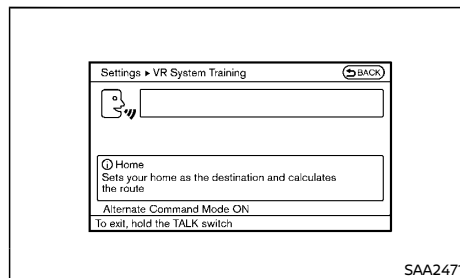 Settings ▸ VR System Training
BACK
Home
Sets your home as the destination and calculates
the route
Alternate Command Mode ON
To exit, hold the TALK switch
SAA2471